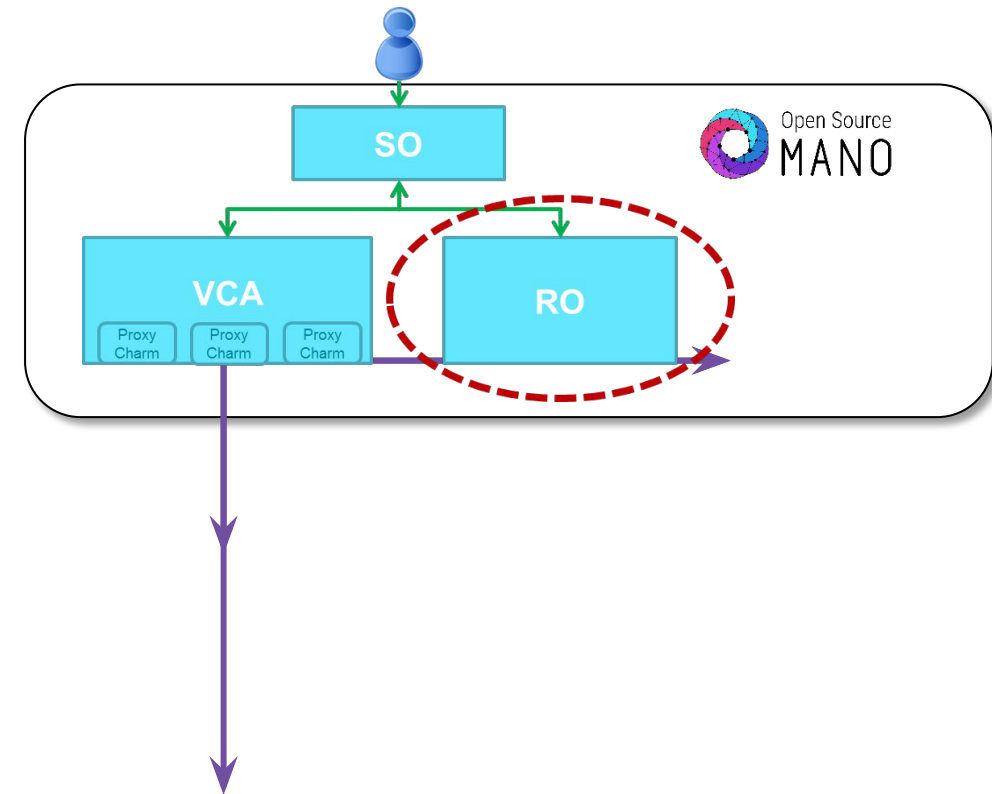 SO
Open Source
MANO
VCA
RO
Proxy
Charm
Proxy
Charm
Proxy
Charm